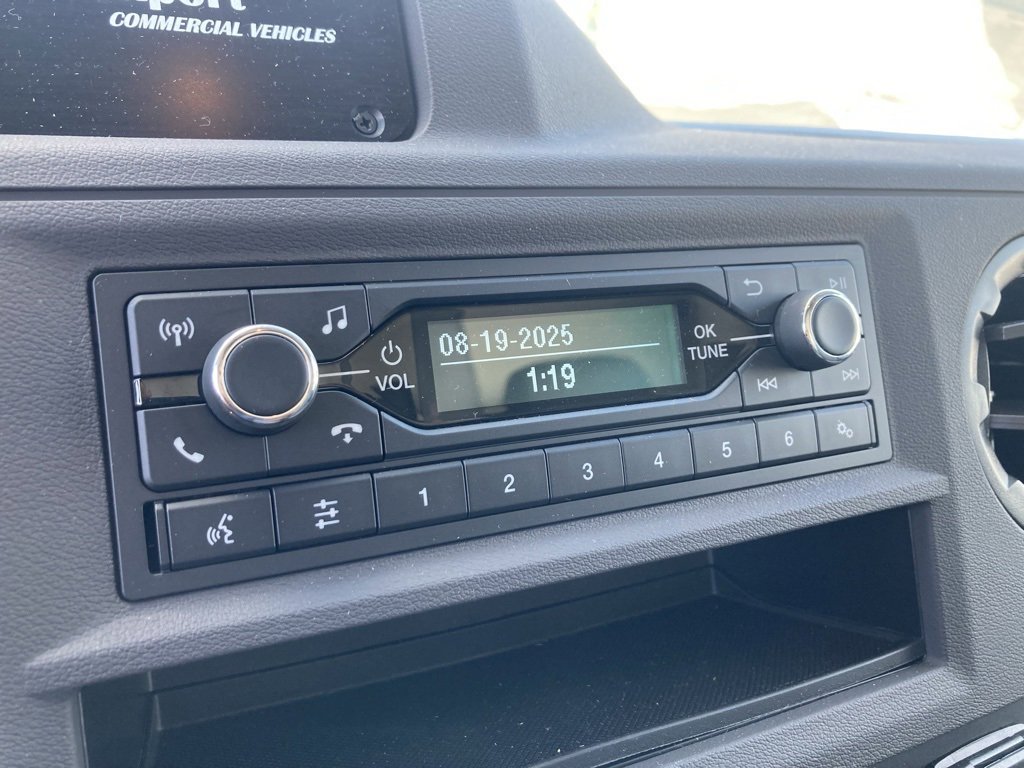 COMMERCIAL VEHICLES
08-19-2025
1:19
VOL
OK
TUNE
1 2 3 4 5 6